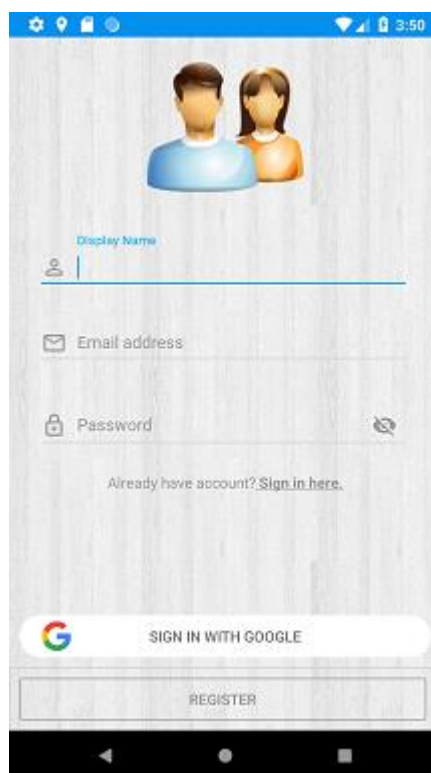 3:50
Display Name
Email address
Password
Already have account? Sign in here.
SIGN IN WITH GOOGLE
REGISTER